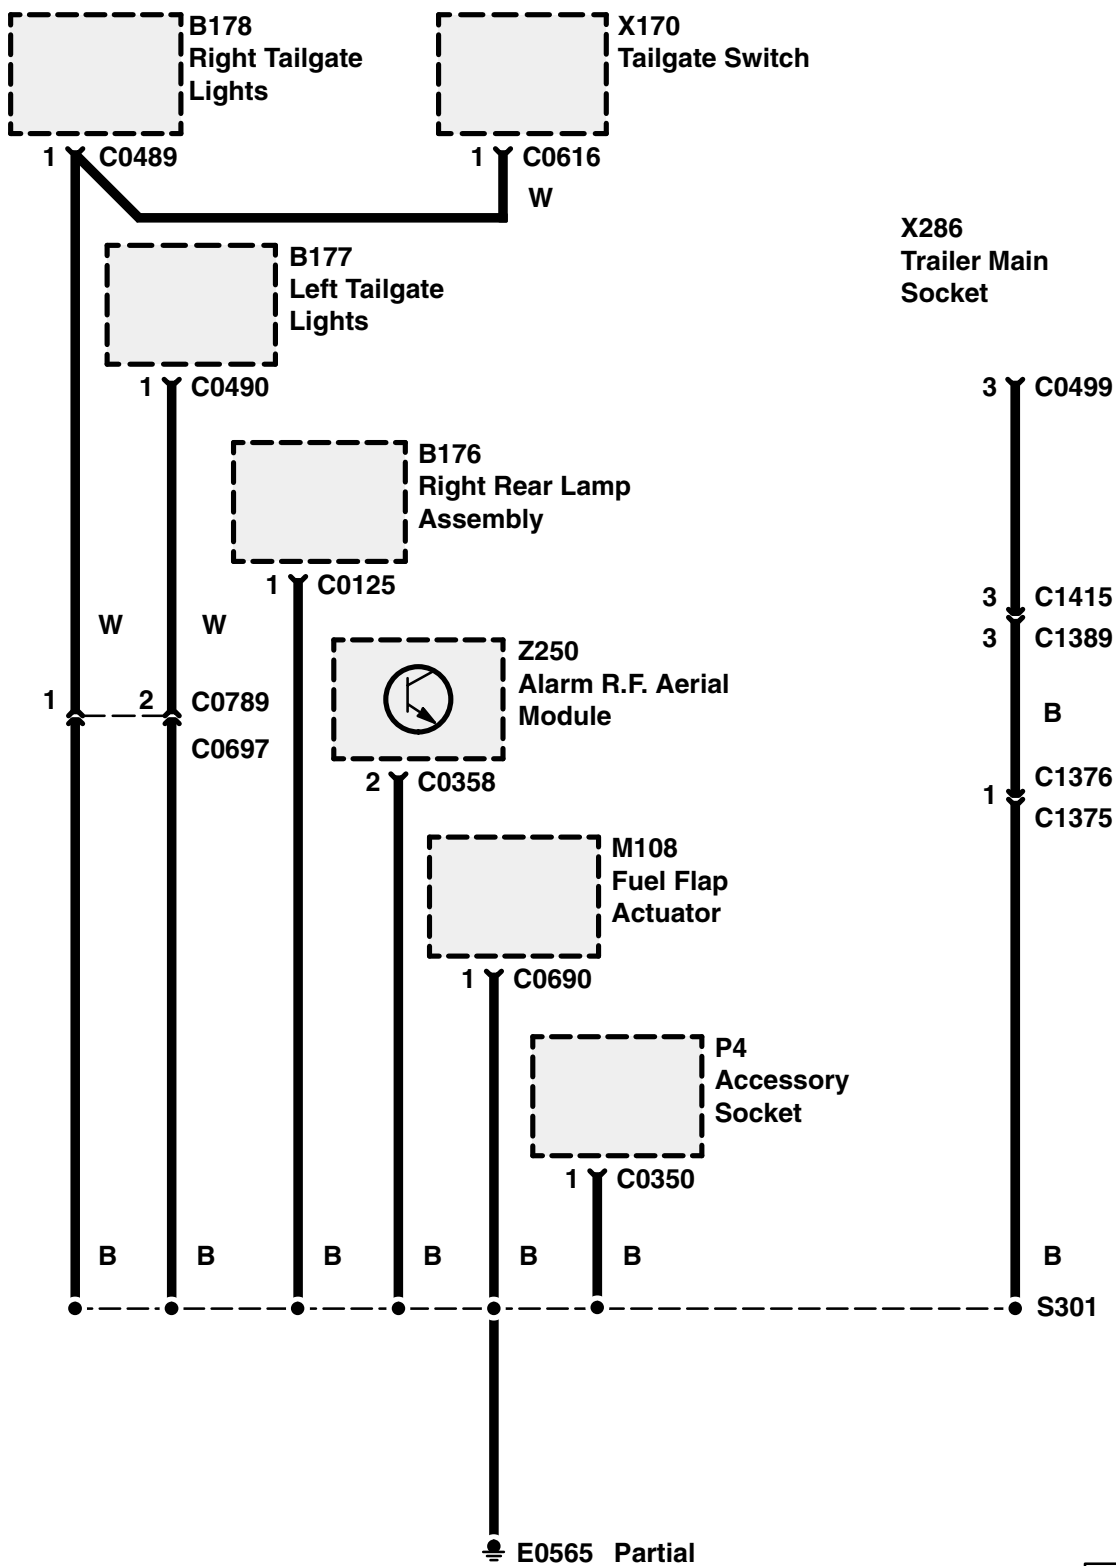 B178
Right Tailgate
Lights
X170
Tailgate Switch
1 C0489
1 C0616
W
X286
Trailer Main
Socket
B177
Left Tailgate
Lights
1 C0490
3 C0499
B176
Right Rear Lamp
Assembly
1 C0125
3 C1415
3 C1389
W W
Z250
Alarm R.F. Aerial
Module
1 2 C0789
C0697
B
2 C0358
1 C1376
C1375
M108
Fuel Flap
Actuator
1 C0690
P4
Accessory
Socket
1 C0350
B B B B B B B
S301
E0565 Partial